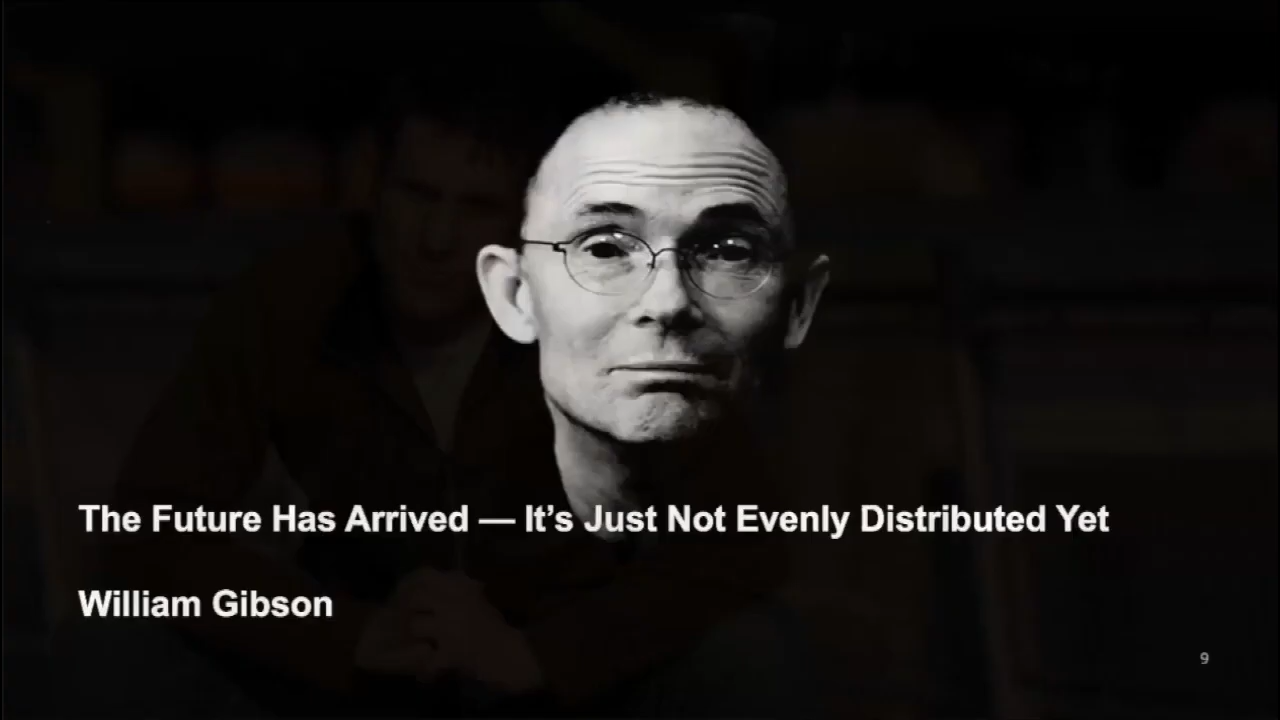 The Future Has Arrived — It’s Just Not Evenly Distributed Yet
William Gibson
9